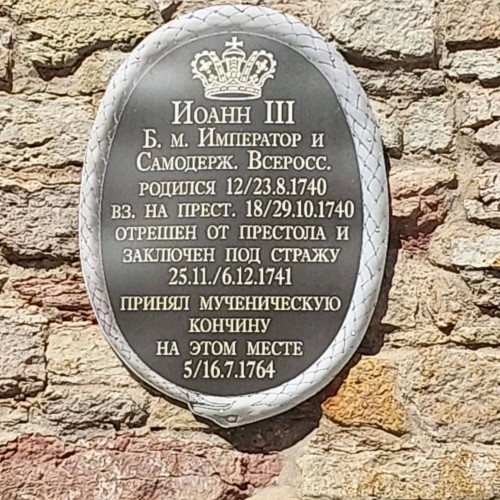 Иоанн III
Б. м. Император и
Самодерж. Всеросс.
родился 12/23.8.1740
вз. на прест. 18/29.10.1740
отрешен от престола и
заключен под стражу
25.11./6.12.1741
принял мученическую
кончину
на этом месте
5/16.7.1764